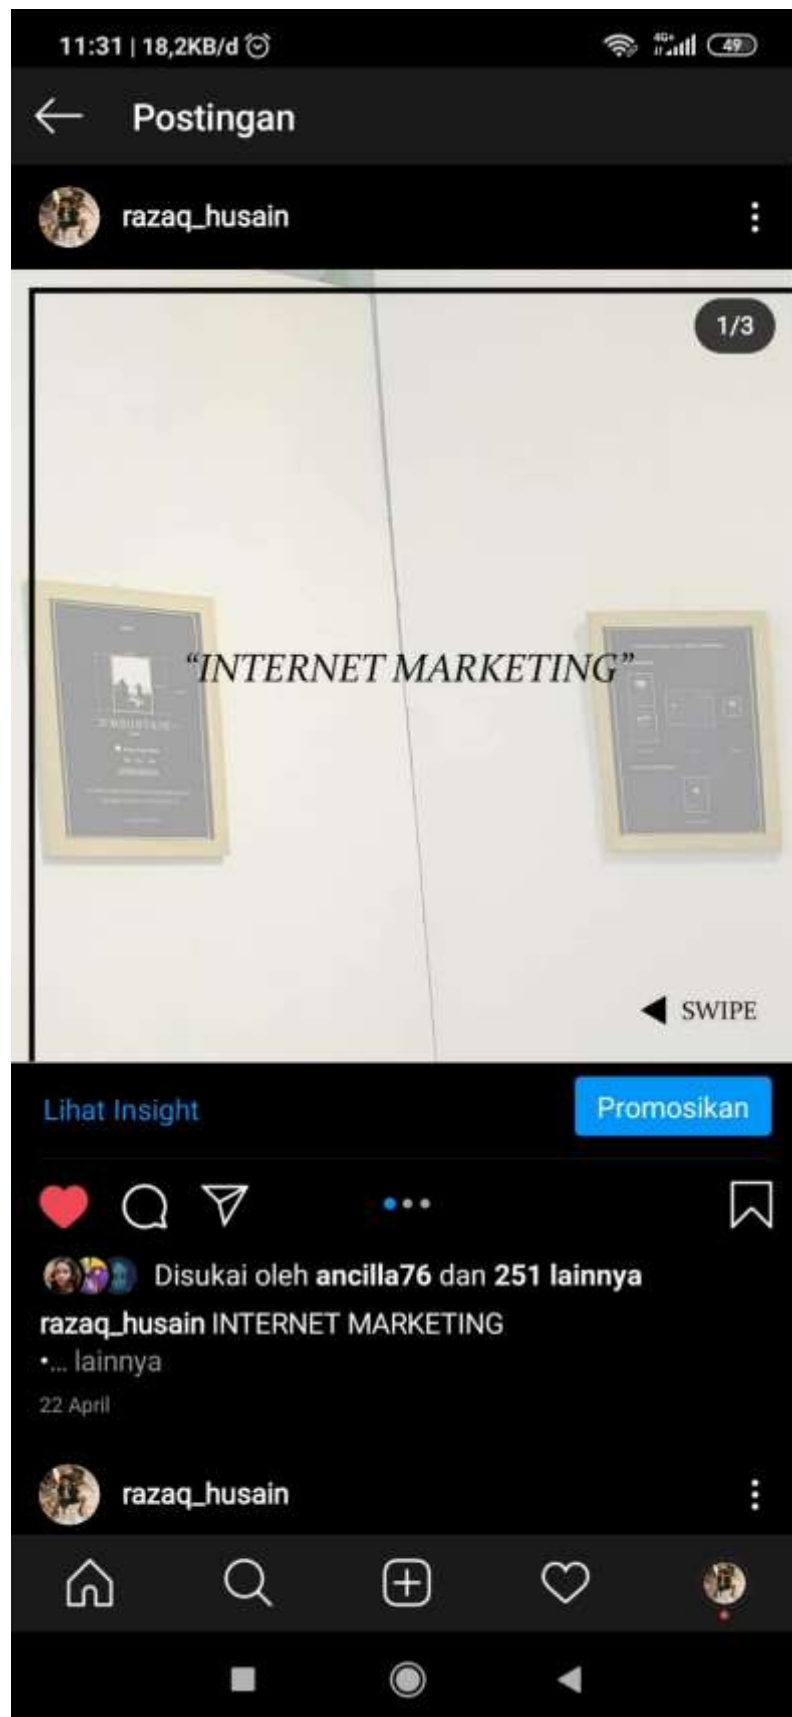 11:31 | 18,2KB/d
4G+
49
Postingan
razaq_husain
1/3
“INTERNET MARKETING”
SWIPE
Lihat Insight
Promosikan
Disukai oleh ancilla76 dan 251 lainnya
razaq_husain INTERNET MARKETING
•... lainnya
22 April
razaq_husain